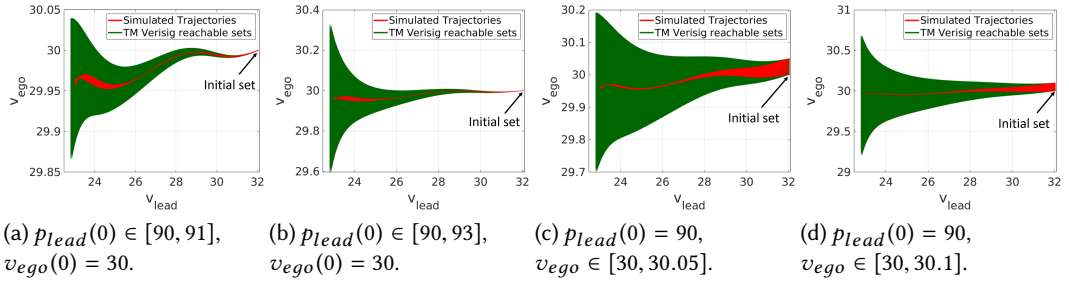 30.05
30
29.95
29.9
29.85
24 26 28 30 32
v_ego
v_lead
Simulated Trajectories
TM Verisig reachable sets
Initial set
30.4
30.2
30
29.8
29.6
24 26 28 30 32
v_ego
v_lead
Simulated Trajectories
TM Verisig reachable sets
Initial set
30.2
30.1
30
29.9
29.8
29.7
24 26 28 30 32
v_ego
v_lead
Simulated Trajectories
TM Verisig reachable sets
Initial set
31
30.5
30
29.5
29
24 26 28 30 32
v_ego
v_lead
Simulated Trajectories
TM Verisig reachable sets
Initial set
(a) p_lead(0) ∈ [90, 91],
v_ego(0) = 30.
(b) p_lead(0) ∈ [90, 93],
v_ego(0) = 30.
(c) p_lead(0) = 90,
v_ego ∈ [30, 30.05].
(d) p_lead(0) = 90,
v_ego ∈ [30, 30.1].